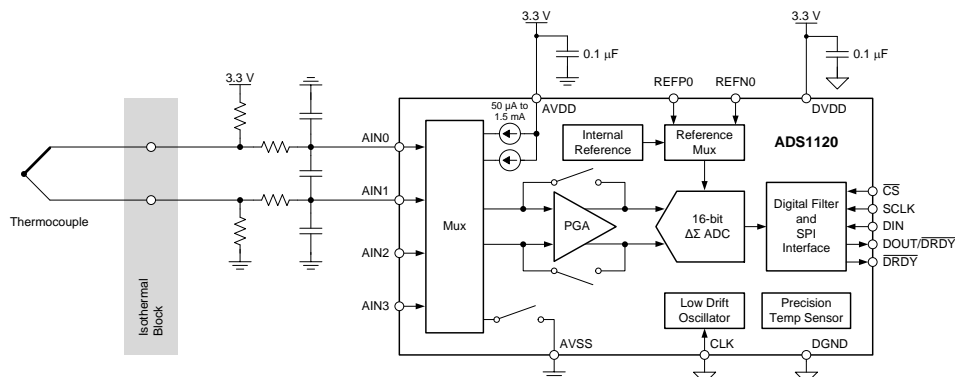 3.3 V
3.3 V
0.1 μF
0.1 μF
3.3 V
REFP0
REFN0
AVDD
DVDD
50 μA to
1.5 mA
Internal
Reference
Reference
Mux
ADS1120
AIN0
AIN1
AIN2
AIN3
Thermocouple
Isothermal
Block
Mux
PGA
16-bit
ΔΣ ADC
Digital Filter
and
SPI
Interface
CS
SCLK
DIN
DOUT/DRDY
DRDY
Low Drift
Oscillator
Precision
Temp Sensor
AVSS
CLK
DGND